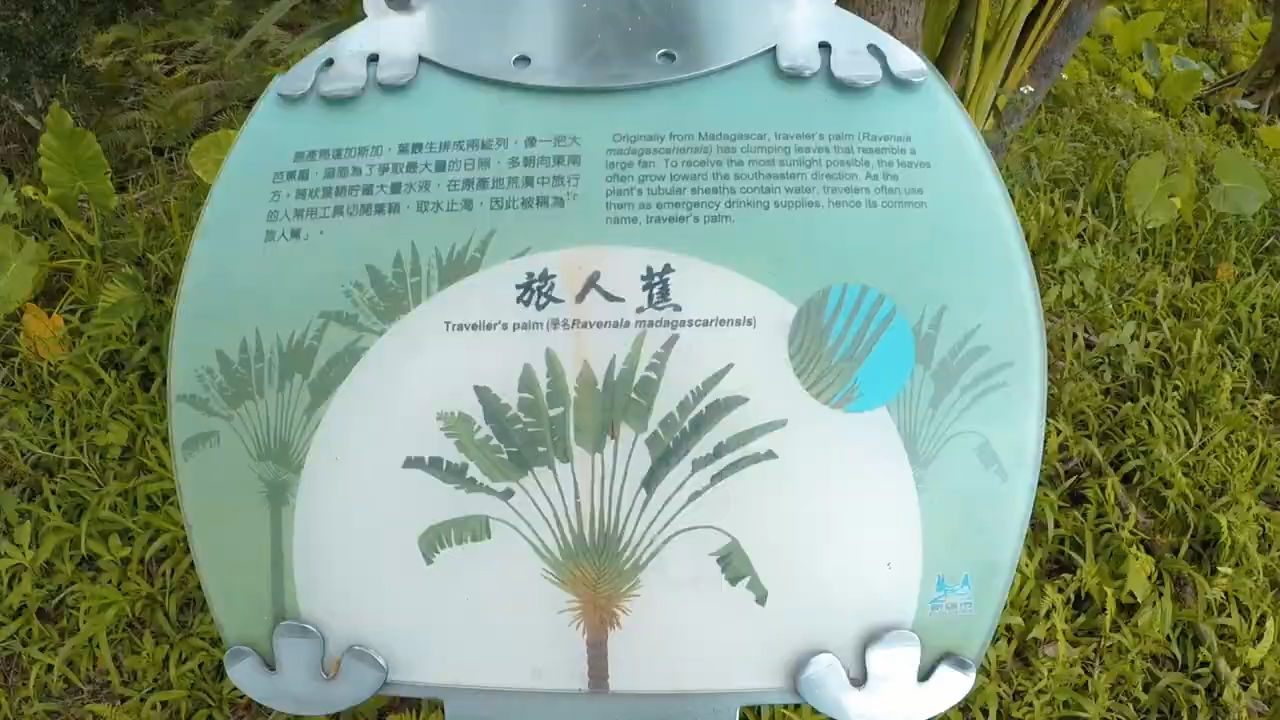 原產馬達加斯加，葉叢生排成兩縱列，像一把大
芭蕉扇，扇面為了爭取最大量的日照，多朝向東南
方。筒狀葉鞘貯藏大量水液，在原產地荒漠中旅行
的人常用工具切開葉鞘，取水止渴，因此被稱為「
旅人蕉」。
Originally from Madagascar, traveler's palm (Ravenala
madagascariensis) has clumping leaves that resemble a
large fan. To receive the most sunlight possible, the leaves
often grow toward the southeastern direction. As the
plant's tubular sheaths contain water, travelers often use
them as emergency drinking supplies, hence its common
name, traveler's palm.
旅人蕉
Traveller's palm (學名Ravenala madagascariensis)